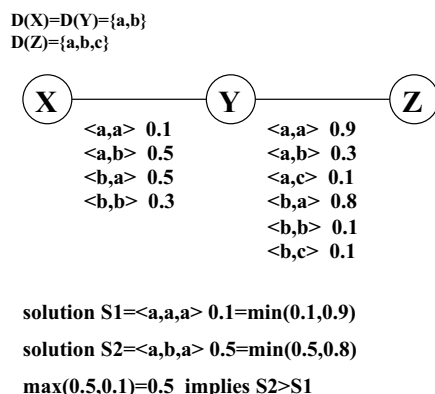 D(X)=D(Y)={a,b}
D(Z)={a,b,c}
X Y Z
<a,a> 0.1 <a,a> 0.9
<a,b> 0.5 <a,b> 0.3
<b,a> 0.5 <a,c> 0.1
<b,b> 0.3 <b,a> 0.8
<b,b> 0.1
<b,c> 0.1
solution S1=<a,a,a> 0.1=min(0.1,0.9)
solution S2=<a,b,a> 0.5=min(0.5,0.8)
max(0.5,0.1)=0.5 implies S2>S1